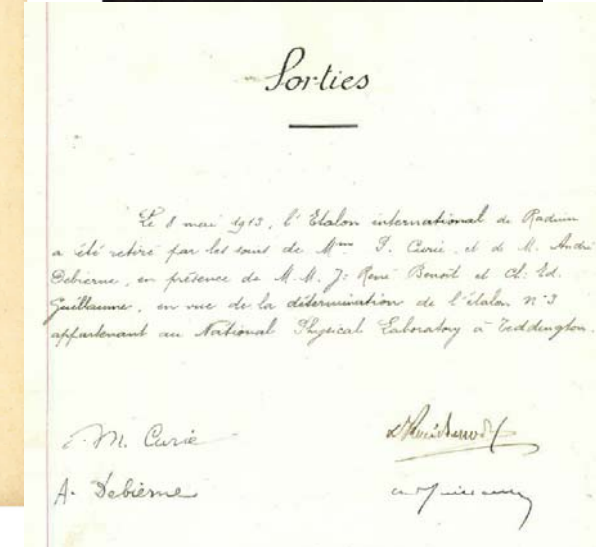 Sorties
Le 8 mai 1913, l'Etalon international de Radium
a été retiré par les soins de Mme P. Curie, et de M. André
Debierne, en présence de M.M. J: René Benoît et Ch: Ed.
Guillaume, en vue de la détermination de l'étalon n°3
appartenant au National Physical Laboratory à Teddington.
M. Curie
A. Debierne